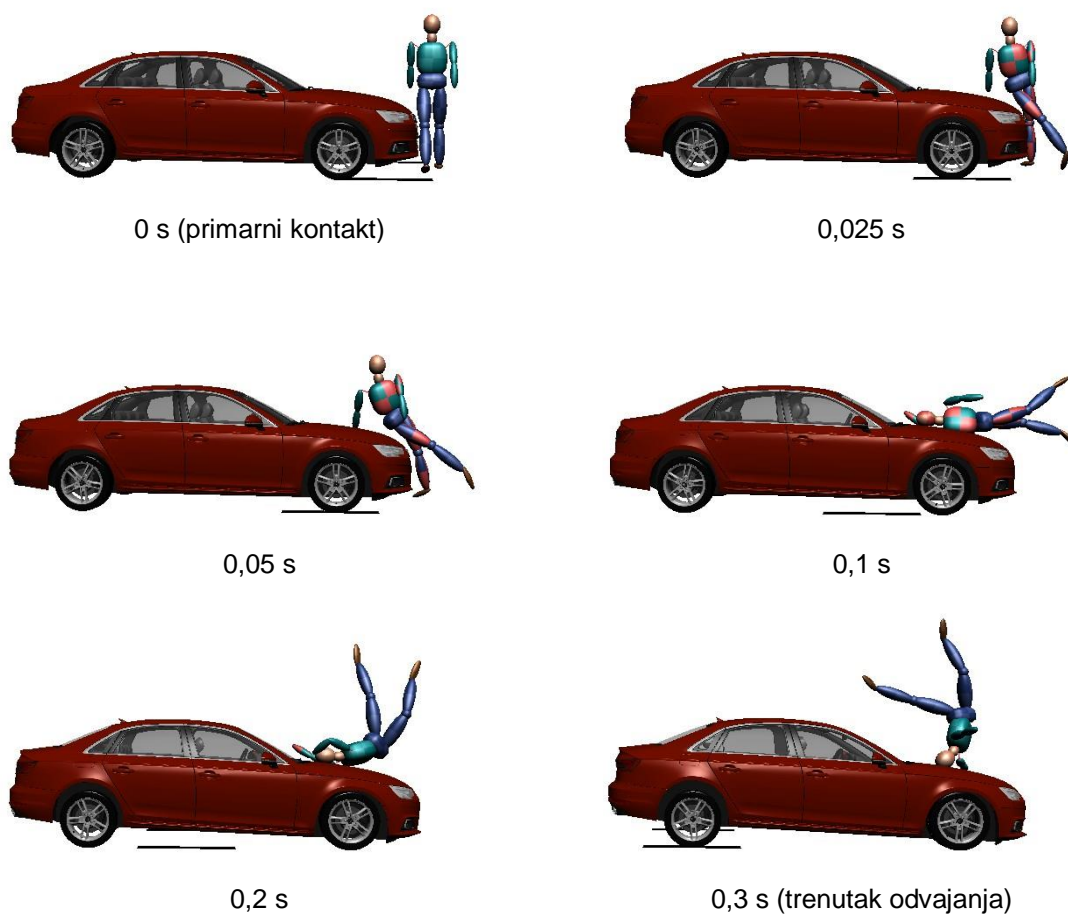 0 s (primarni kontakt)
0,025 s
0,05 s
0,1 s
0,2 s
0,3 s (trenutak odvajanja)